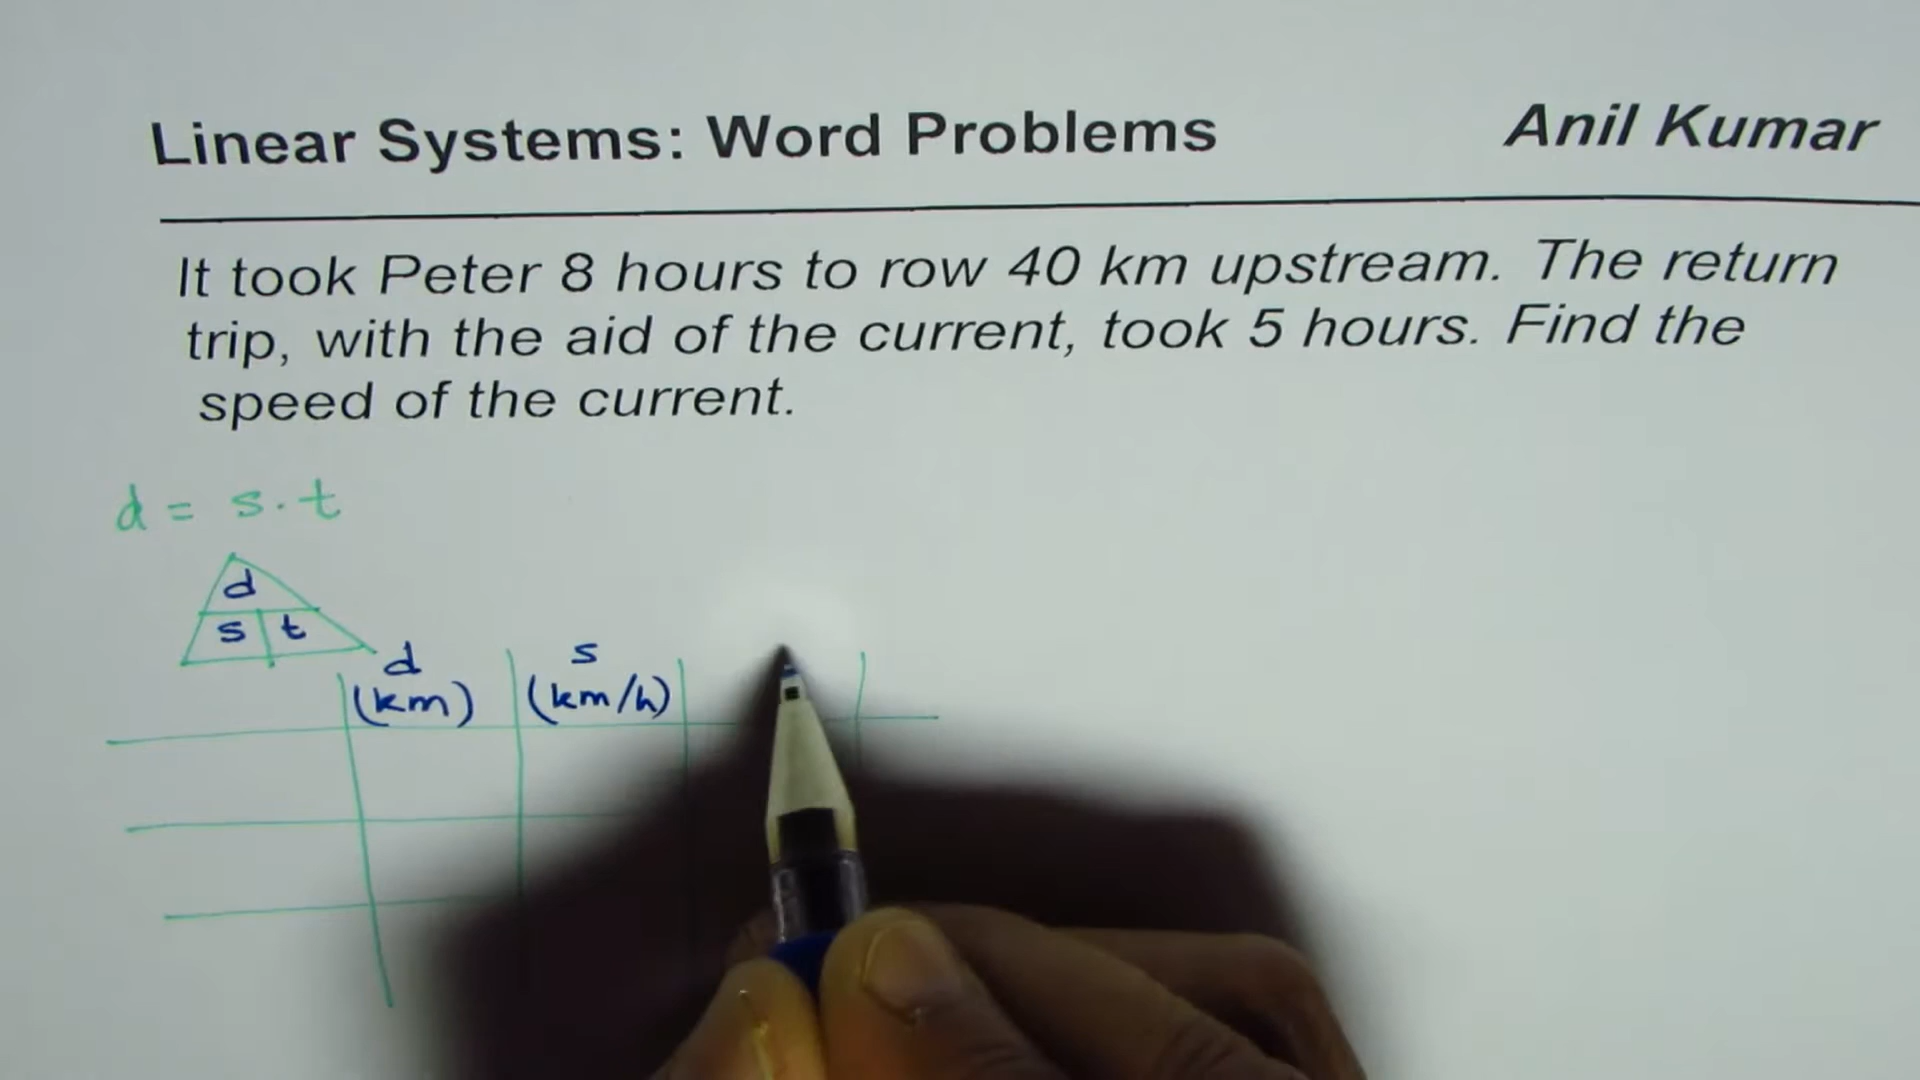 Linear Systems: Word Problems
Anil Kumar
It took Peter 8 hours to row 40 km upstream. The return
trip, with the aid of the current, took 5 hours. Find the
speed of the current.
d = s.t
d
s t
d s
(km) (km/h)